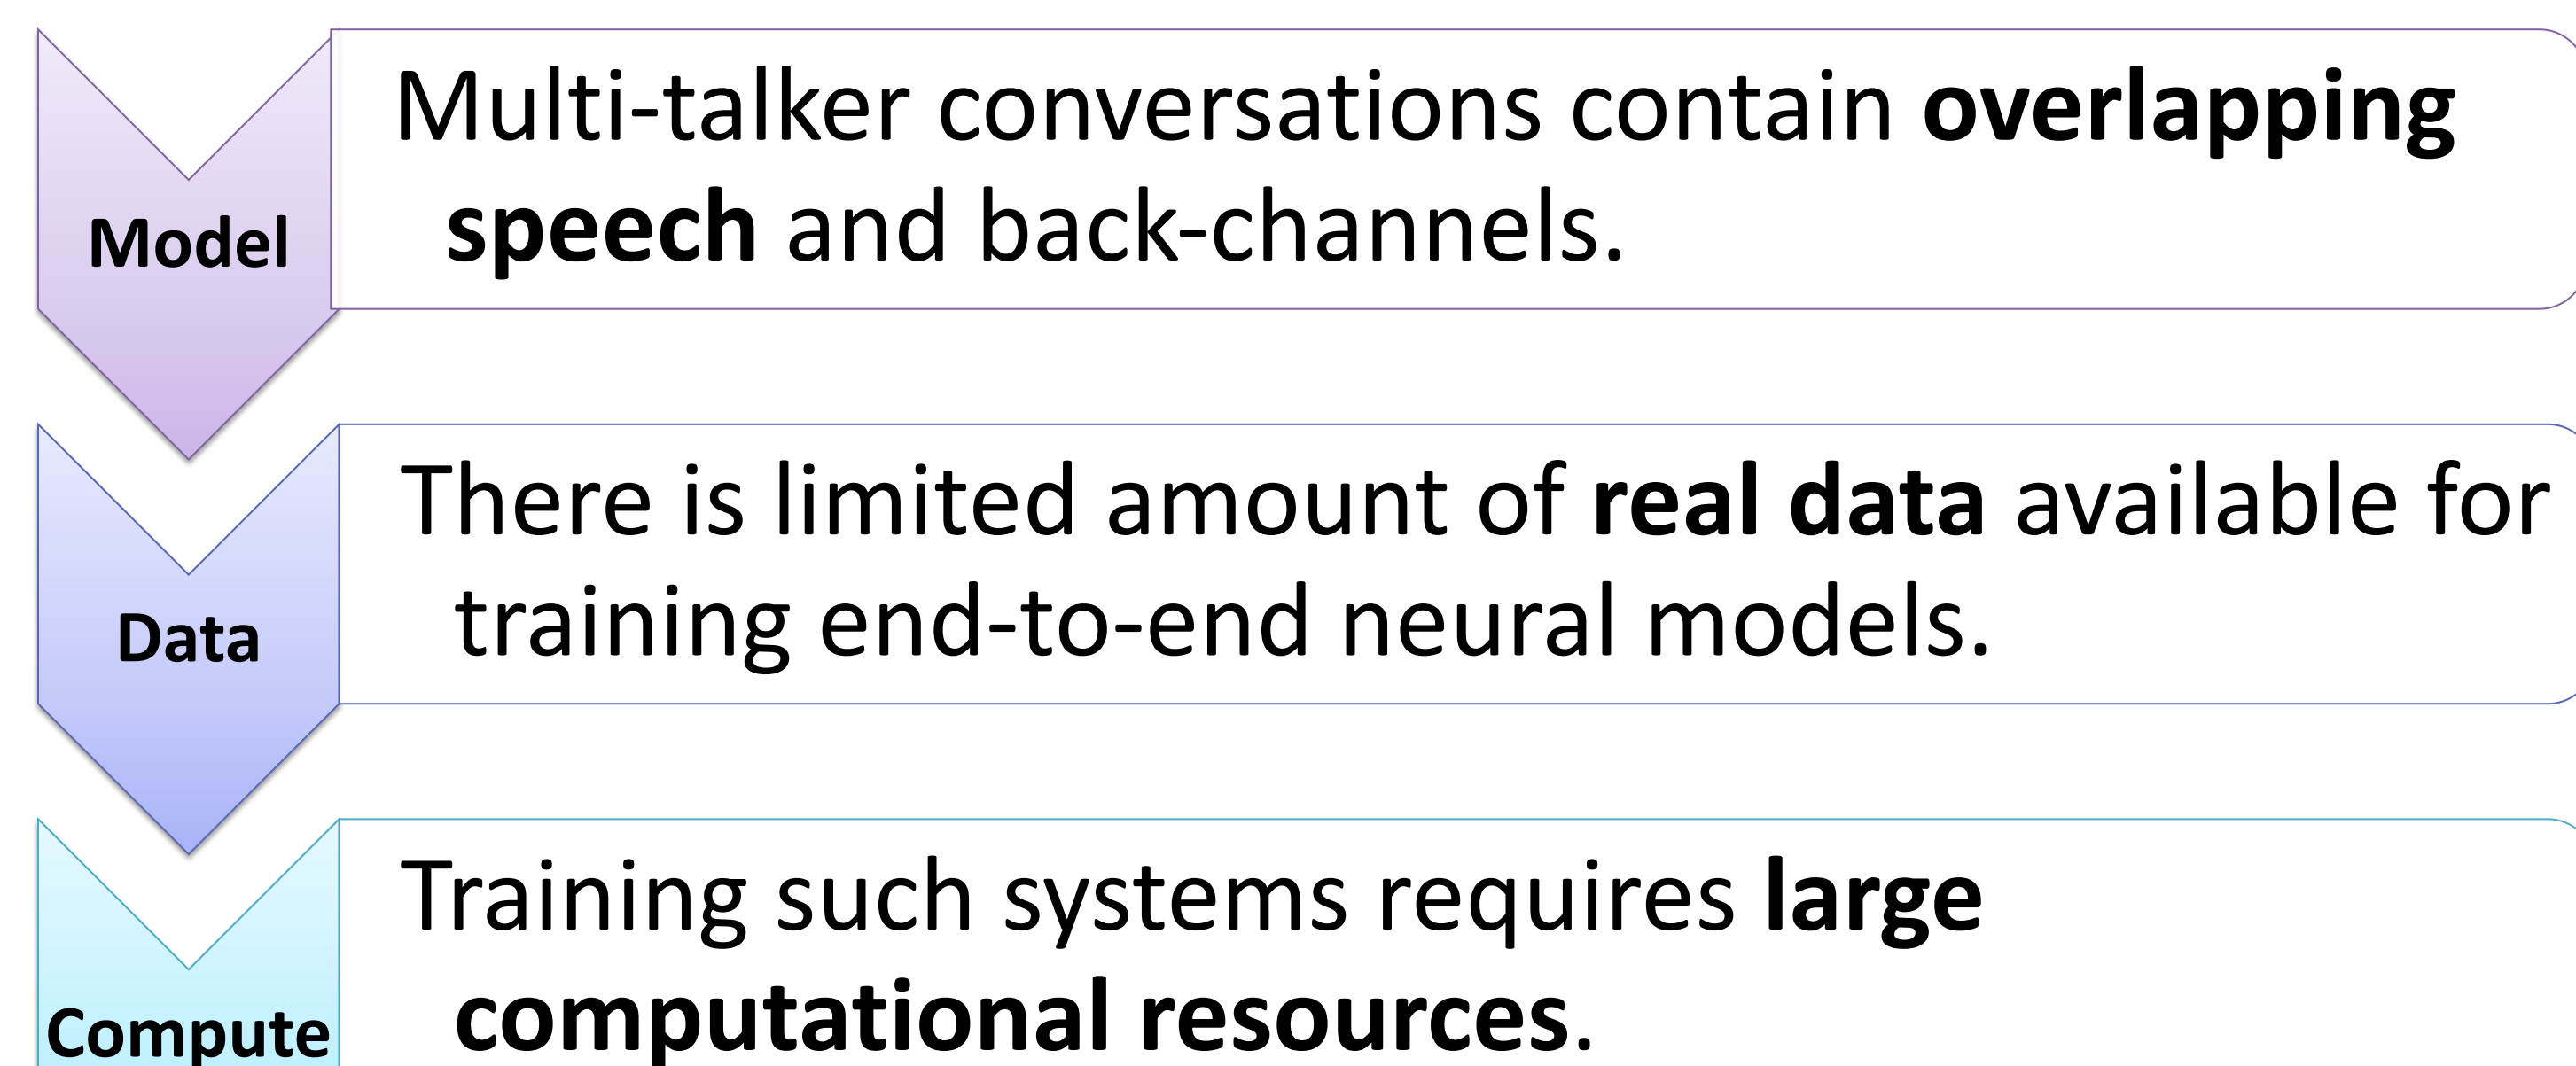 Model
Multi-talker conversations contain overlapping
speech and back-channels.
Data
There is limited amount of real data available for
training end-to-end neural models.
Compute
Training such systems requires large
computational resources.